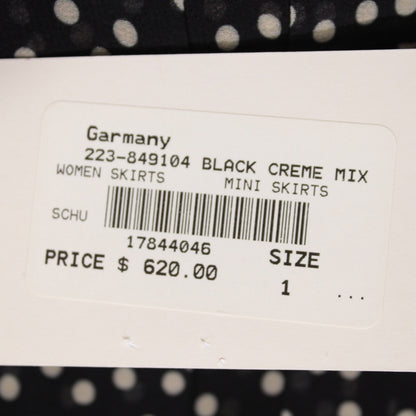 Garmany
223-849104 BLACK CREME MIX
WOMEN SKIRTS MINI SKIRTS
SCHU
17844046
PRICE $ 620.00 SIZE
1 ...